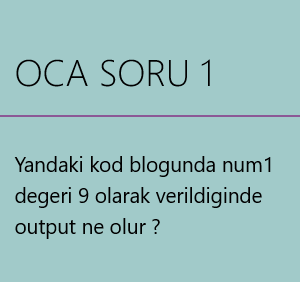 OCA SORU 1
Yandaki kod blogunda num1
degeri 9 olarak verildiginde
output ne olur ?